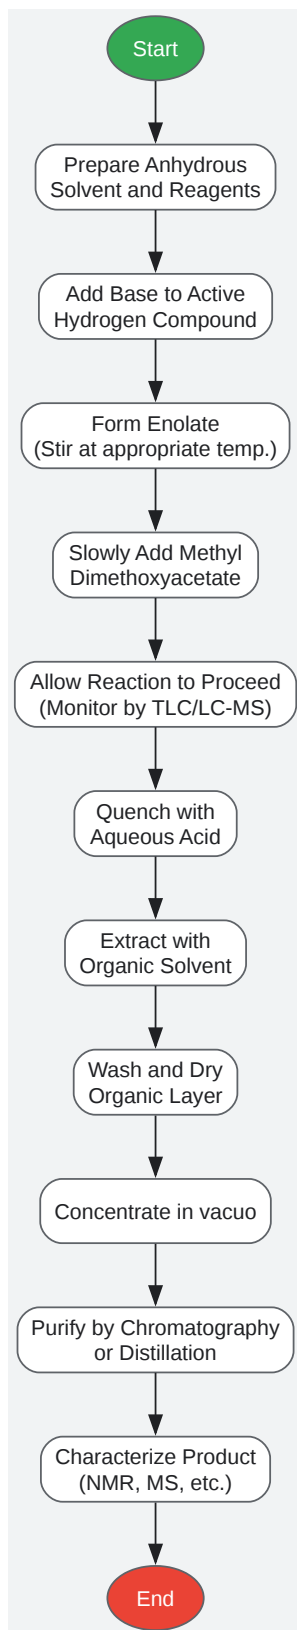 Start
Prepare Anhydrous
Solvent and Reagents
Add Base to Active
Hydrogen Compound
Form Enolate
(Stir at appropriate temp.)
Slowly Add Methyl
Dimethoxyacetate
Allow Reaction to Proceed
(Monitor by TLC/LC-MS)
Quench with
Aqueous Acid
Extract with
Organic Solvent
Wash and Dry
Organic Layer
Concentrate in vacuo
Purify by Chromatography
or Distillation
Characterize Product
(NMR, MS, etc.)
End